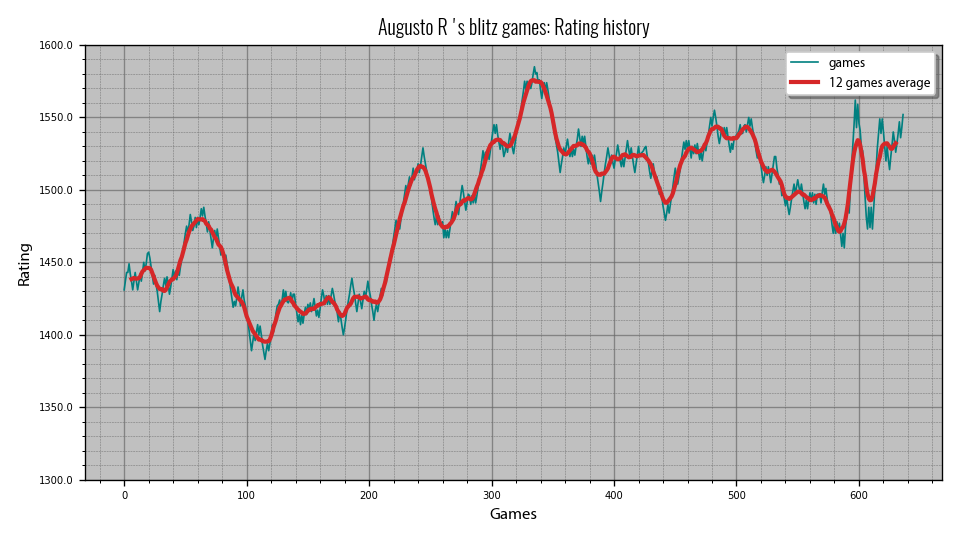 Augusto R 's blitz games: Rating history
games
12 games average
1600.0
1550.0
1500.0
1450.0
1400.0
1350.0
1300.0
Rating
0 100 200 300 400 500 600
Games